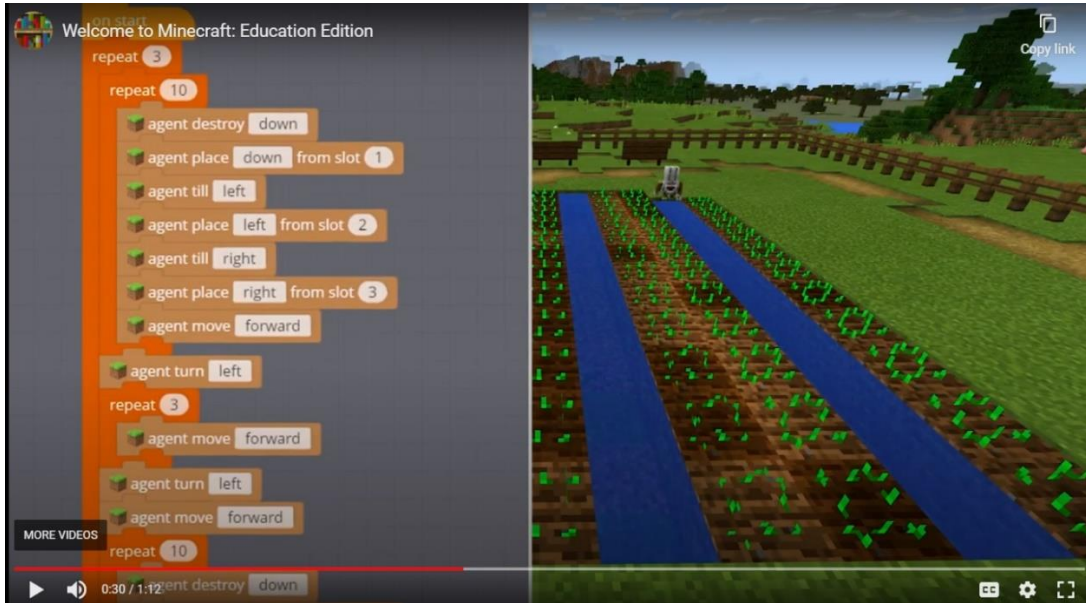 on start
Welcome to Minecraft: Education Edition
Copy link
repeat 3
repeat 10
agent destroy down
agent place down from slot 1
agent till left
agent place left from slot 2
agent till right
agent place right from slot 3
agent move forward
agent turn left
repeat 3
agent move forward
agent turn left
agent move forward
MORE VIDEOS
repeat 10
agent destroy down
0:30 / 1:12
CC